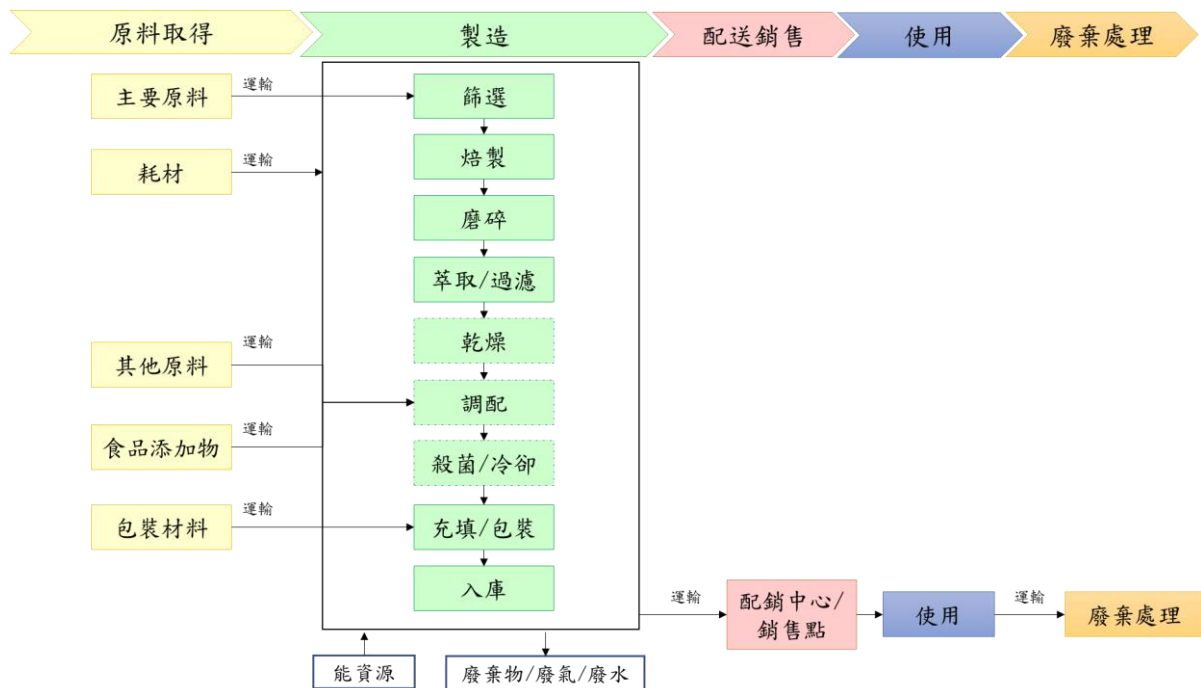 原料取得
製造
配送銷售
使用
廢棄處理
主要原料
運輸
篩選
焙製
耗材
運輸
磨碎
萃取/過濾
乾燥
其他原料
運輸
調配
食品添加物
運輸
殺菌/冷卻
包裝材料
運輸
充填/包裝
入庫
運輸
配銷中心/
銷售點
使用
運輸
廢棄處理
能資源
廢棄物/廢氣/廢水